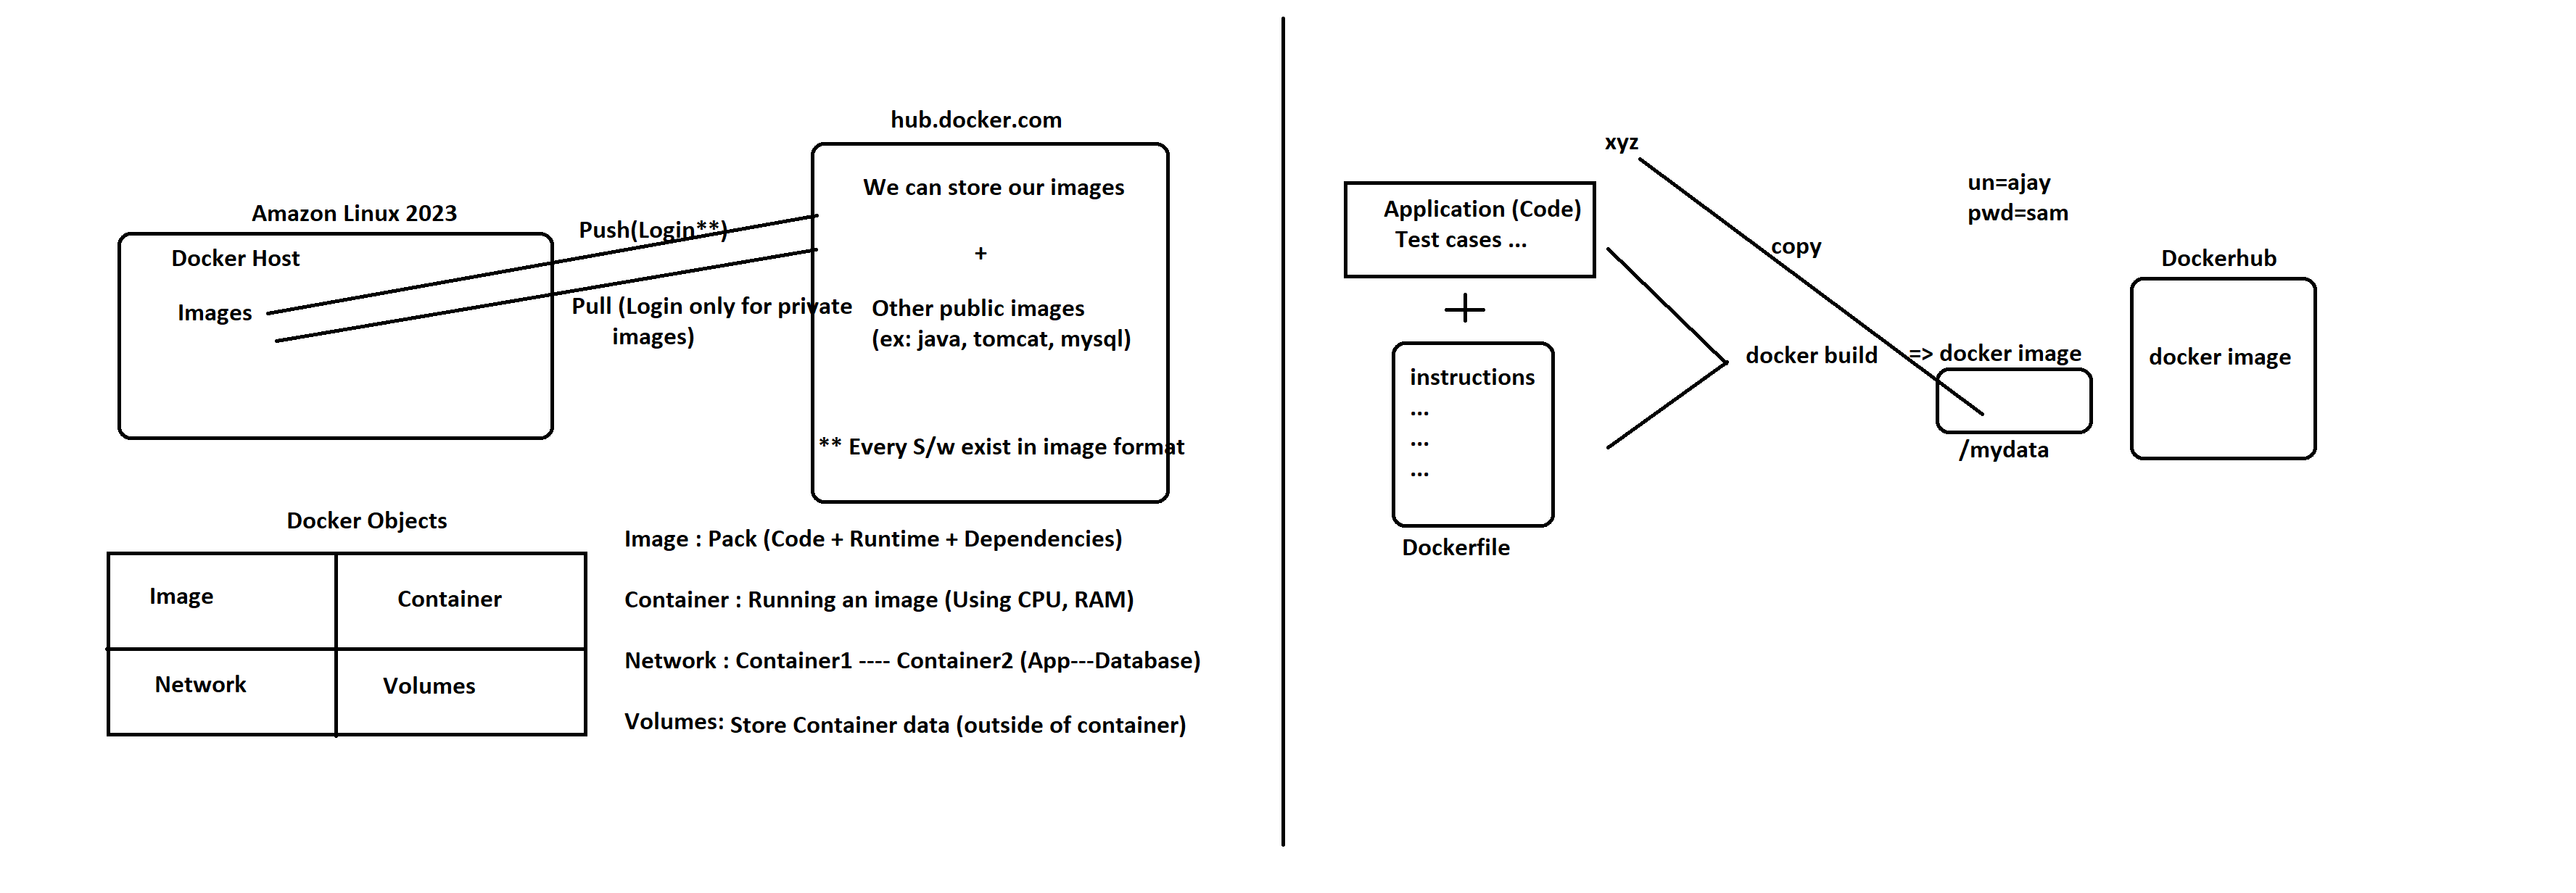 hub.docker.com
We can store our images
+
Other public images
(ex: java, tomcat, mysql)
** Every S/w exist in image format
Amazon Linux 2023
Docker Host
Images
Push(Login**)
Pull (Login only for private
images)
Docker Objects
Image
Container
Network
Volumes
Image : Pack (Code + Runtime + Dependencies)
Container : Running an image (Using CPU, RAM)
Network : Container1 ---- Container2 (App---Database)
Volumes: Store Container data (outside of container)
xyz
Application (Code)
Test cases ...
instructions
...
...
...
Dockerfile
copy
docker build
=> docker image
/mydata
un=ajay
pwd=sam
Dockerhub
docker image